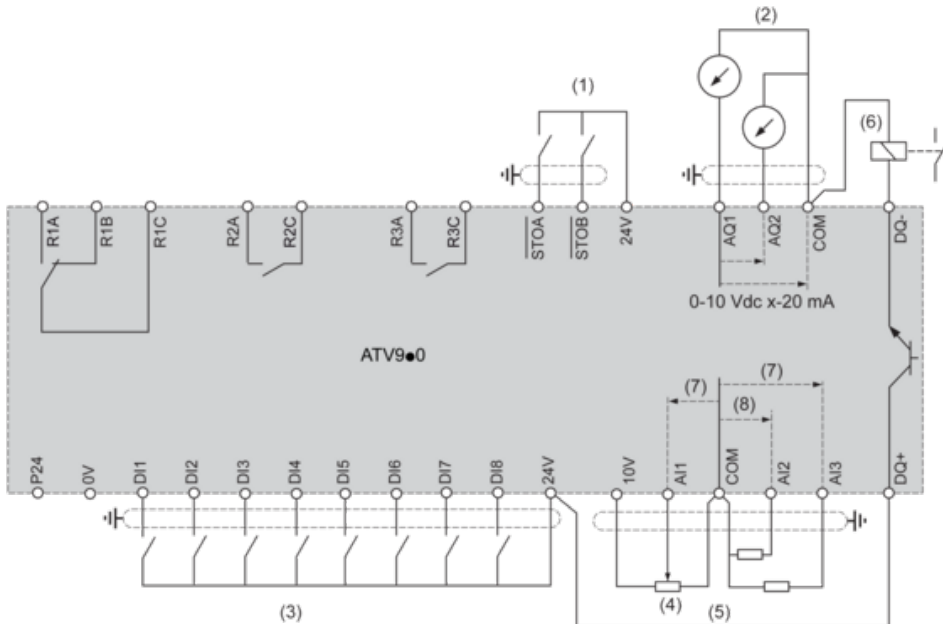 (2)
(1)
(6)
R1A
R1B
R1C
R2A
R2C
R3A
R3C
STOA
STOB
24V
AQ1
AQ2
COM
DQ-
0-10 Vdc x-20 mA
ATV9●0
(7)
(7)
(8)
P24
0V
DI1
DI2
DI3
DI4
DI5
DI6
DI7
DI8
24V
10V
AI1
COM
AI2
AI3
DQ+
(3)
(4)
(5)